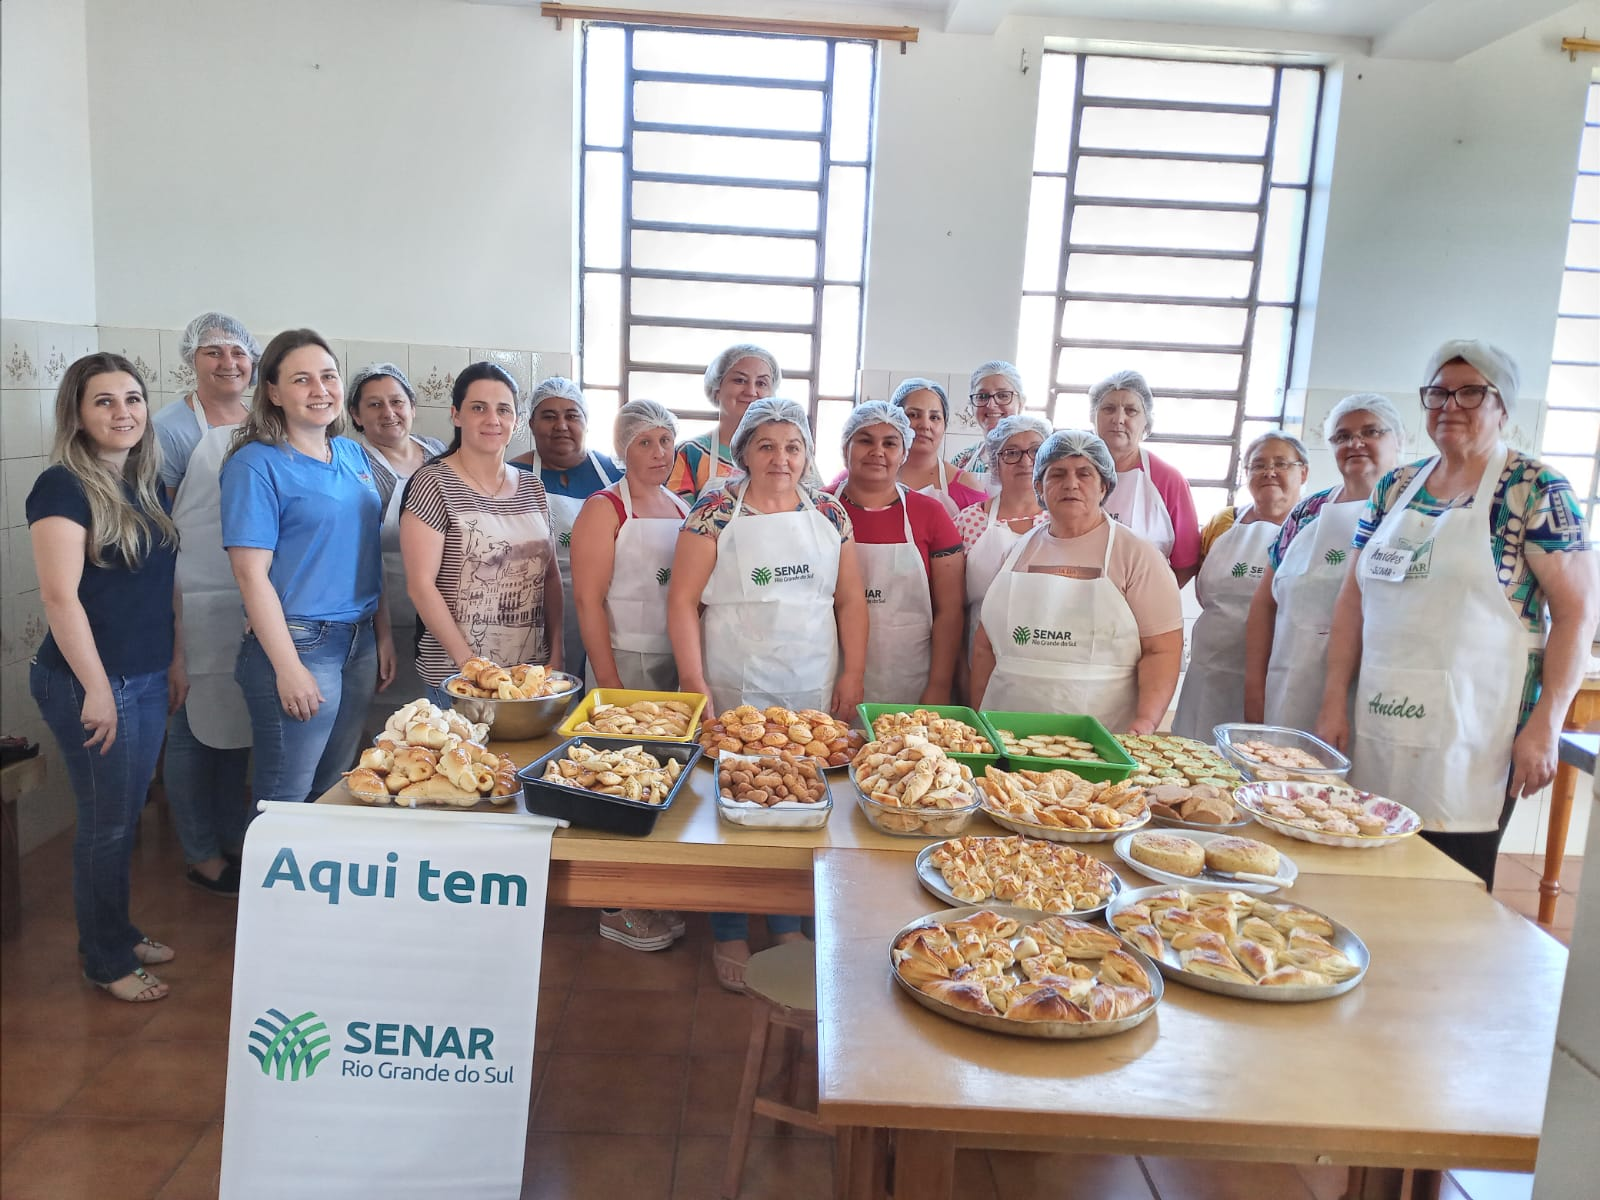 Aqui tem
SENAR
Rio Grande do Sul
SENAR
Rio Grande do Sul
SENAR
Rio Grande do Sul
Anides
SENAR
Anides